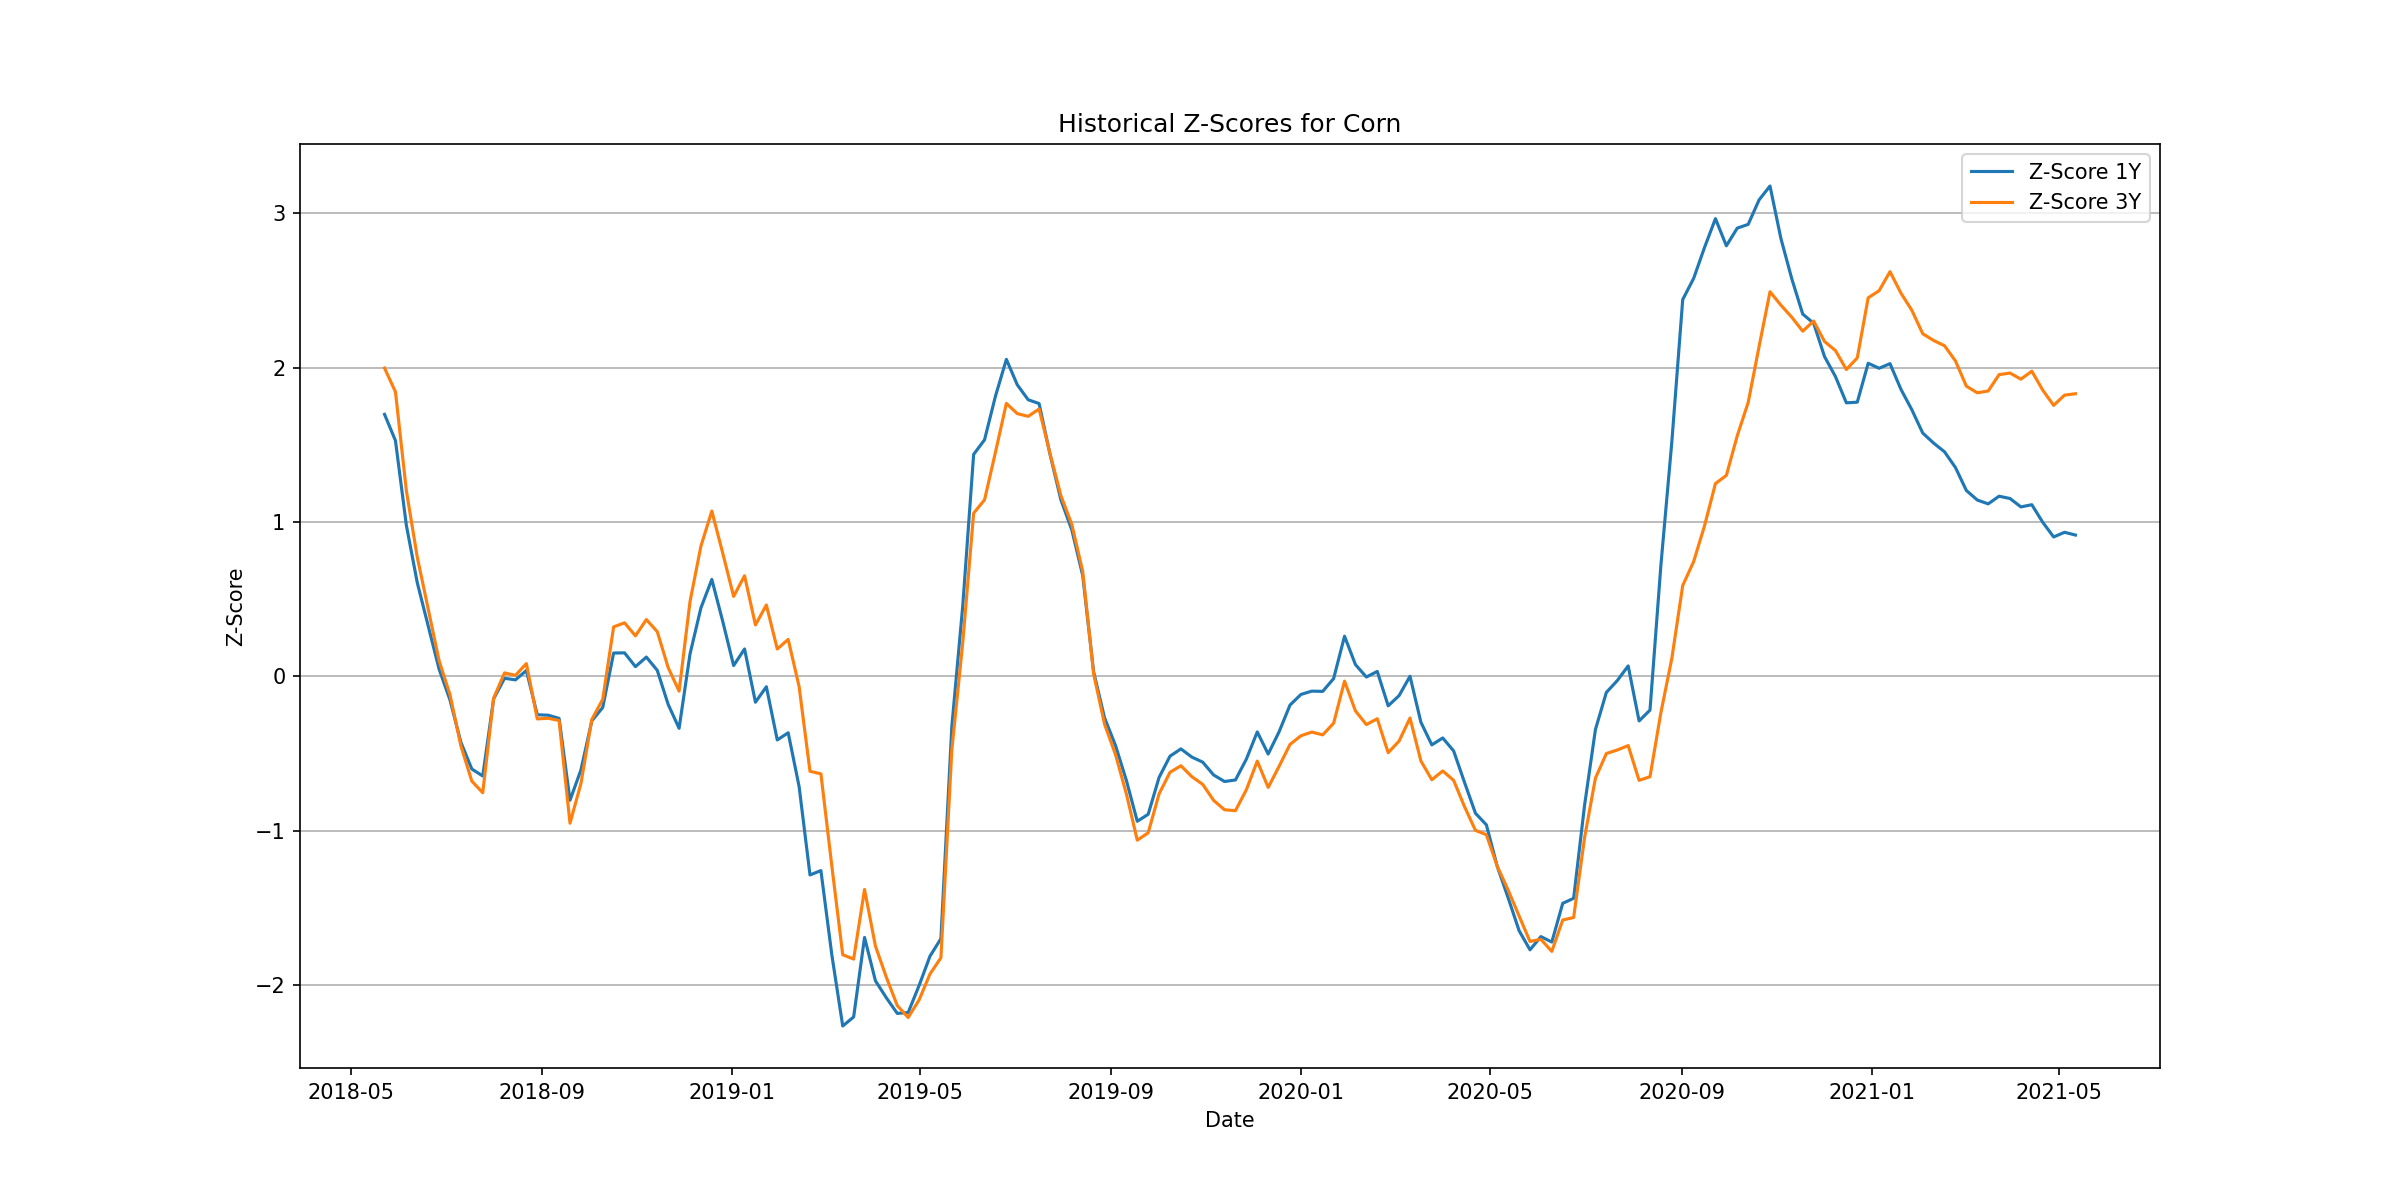 Historical Z-Scores for Corn
Z-Score 1Y
Z-Score 3Y
3
2
1
0
−1
−2
Z-Score
2018-05 2018-09 2019-01 2019-05 2019-09 2020-01 2020-05 2020-09 2021-01 2021-05
Date